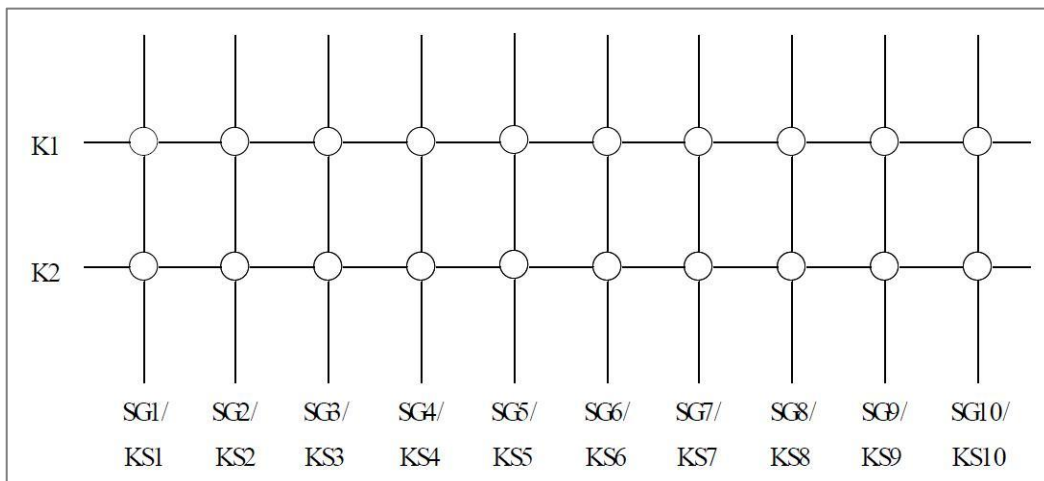 K1
K2
SG1/ SG2/ SG3/ SG4/ SG5/ SG6/ SG7/ SG8/ SG9/ SG10/
KS1 KS2 KS3 KS4 KS5 KS6 KS7 KS8 KS9 KS10